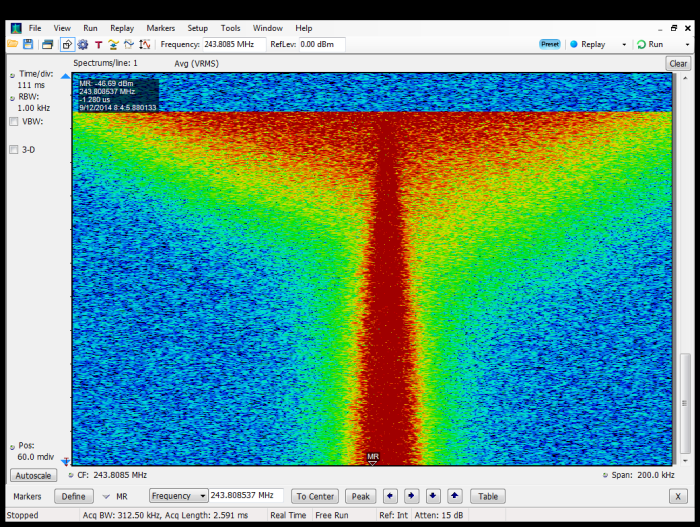 File View Run Replay Markers Setup Tools Window Help
Frequency: 243.8085 MHz RefLev: 0.00 dBm Preset Replay Run
Spectrums/line: 1 Avg (VRMS) Clear
Time/div:
111 ms
RBW:
1.00 kHz
VBW:
3-D
MR: -46.69 dBm
243.808537 MHz
-1.280 us
9/12/2014 8:4:5.880133
MR
Pos:
60.0 mdiv
Autoscale CF: 243.8085 MHz Span: 200.0 kHz
Markers Define MR Frequency 243.808537 MHz To Center Peak Table X
Stopped Acq BW: 312.50 kHz, Acq Length: 2.591 ms Real Time Free Run Ref: Int Atten: 15 dB